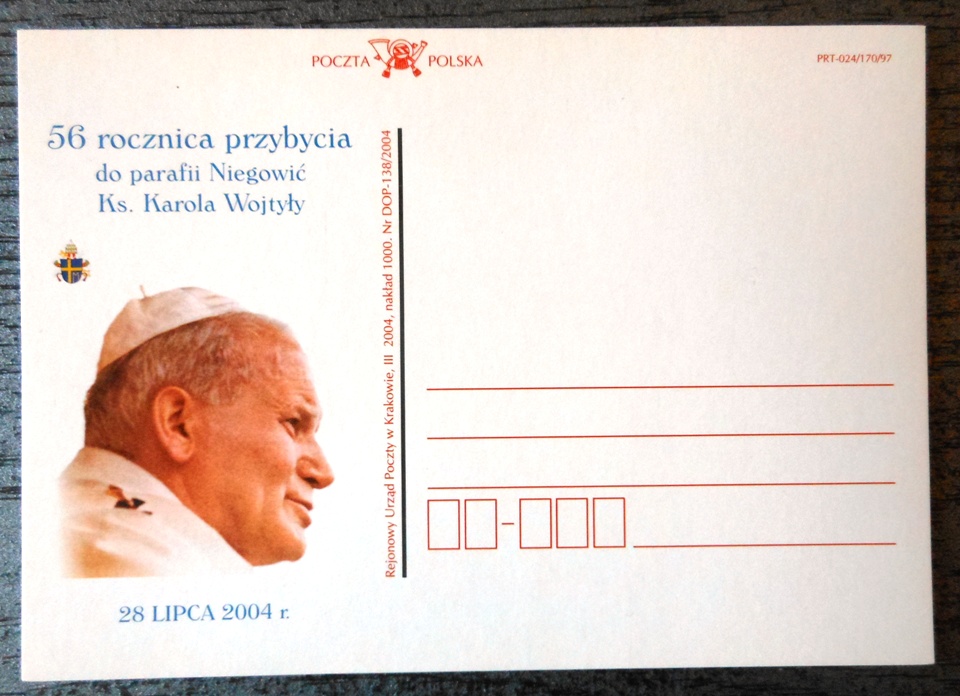 POCZTA POLSKA
PRT-024/170/97
56 rocznica przybycia
do parafii Niegowić
Ks. Karola Wojtyły
28 LIPCA 2004 r.
Rejonowy Urząd Poczty w Krakowie, III 2004, nakład 1000. Nr DOP-138/2004